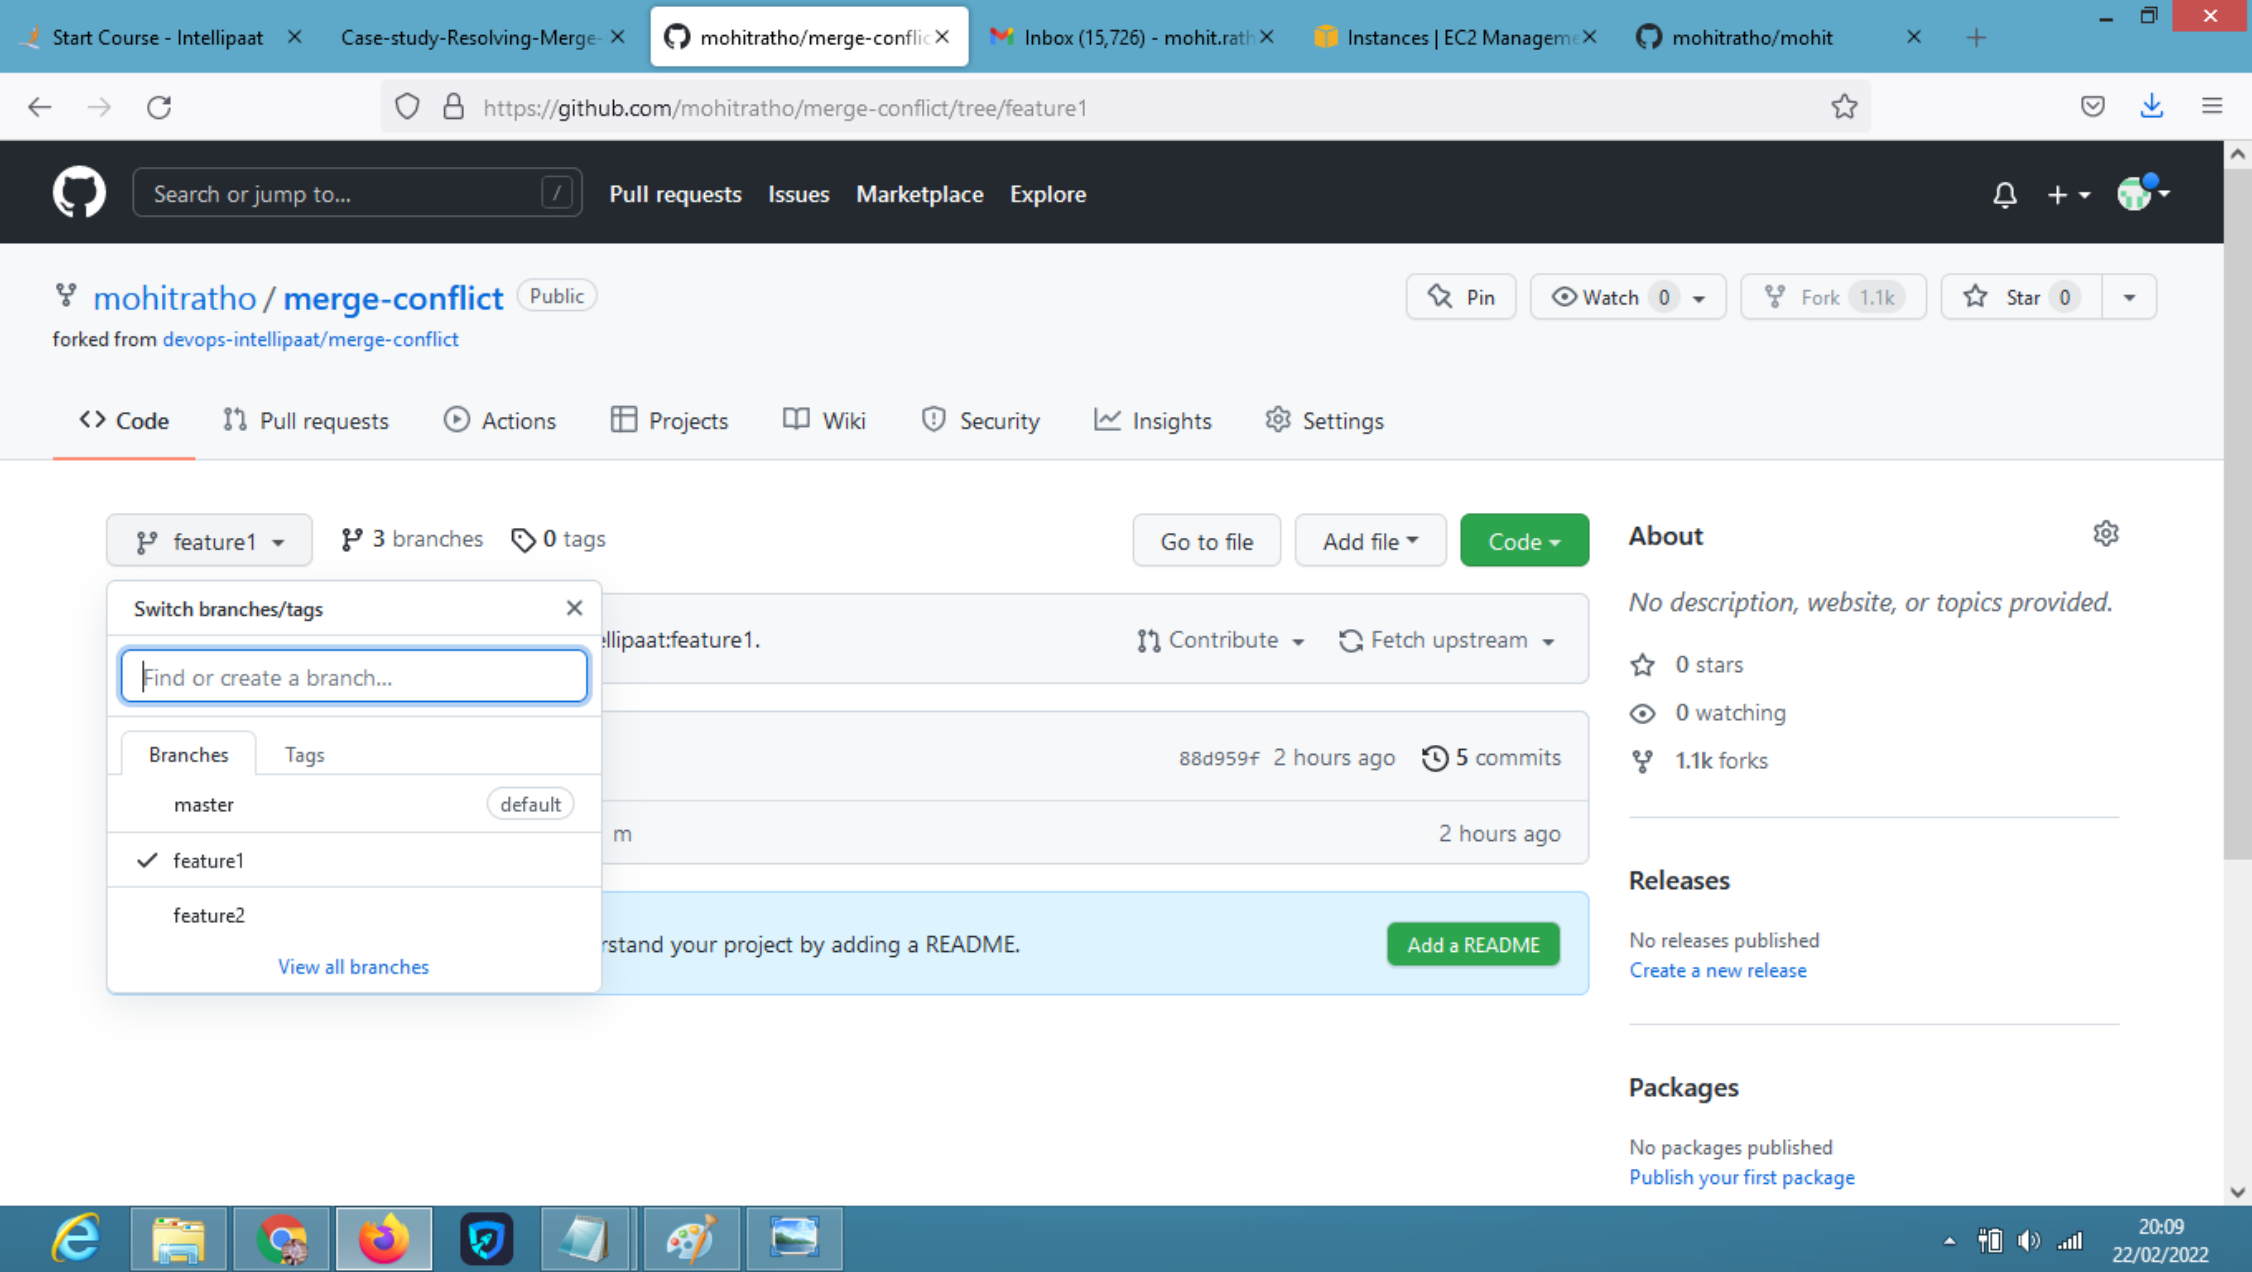 Start Course - Intellipaat
Case-study-Resolving-Merge-
mohitratho/merge-conflic
Inbox (15,726) - mohit.rath
Instances | EC2 Manageme
mohitratho/mohit
https://github.com/mohitratho/merge-conflict/tree/feature1
Search or jump to... /
Pull requests Issues Marketplace Explore
mohitratho / merge-conflict Public
Pin Watch 0 Fork 1.1k Star 0
forked from devops-intellipaat/merge-conflict
Code Pull requests Actions Projects Wiki Security Insights Settings
feature1 3 branches 0 tags Go to file Add file Code
Switch branches/tags
Find or create a branch...
Branches Tags
master default
feature1
feature2
View all branches
ellipaat:feature1. Contribute Fetch upstream
88d959f 2 hours ago 5 commits
m 2 hours ago
rstand your project by adding a README. Add a README
About
No description, website, or topics provided.
0 stars
0 watching
1.1k forks
Releases
No releases published
Create a new release
Packages
No packages published
Publish your first package
20:09
22/02/2022